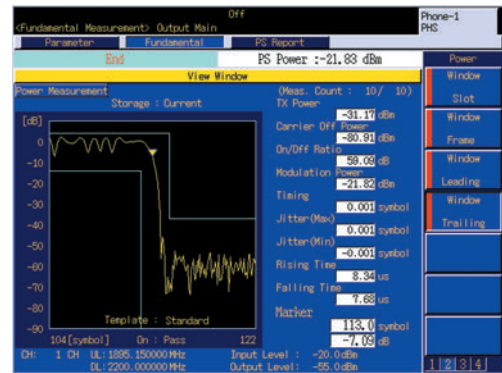 Off
Phone-1
<Fundamental Measurement> Output Main
PHS
Parameter
Fundamental
PS Report
End
PS Power :-21.83 dBm
Power
View Window
Window
Slot
Power Measurement
Storage : Current
(Meas. Count : 10/ 10)
TX Power
-31.17 dBm
Carrier Off Power
-80.91 dBm
On/Off Ratio
59.09 dB
Modulation Power
-21.82 dBm
Timing
0.001 symbol
Jitter(Max)
0.001 symbol
Jitter(Min)
-0.001 symbol
Rising Time
8.34 us
Falling Time
7.68 us
Marker
113.0 symbol
-7.09 dB
Window
Frame
Window
Leading
Window
Trailing
[dB]
0
-10
-20
-30
-40
-50
-60
-70
-80
-90
Template : Standard
104[symbol] On : Pass 122
CH: 1 CH UL: 1895.150000MHz Input Level : -20.0dBm
DL: 2200.000000MHz Output Level : -55.0dBm
1 2 3 4